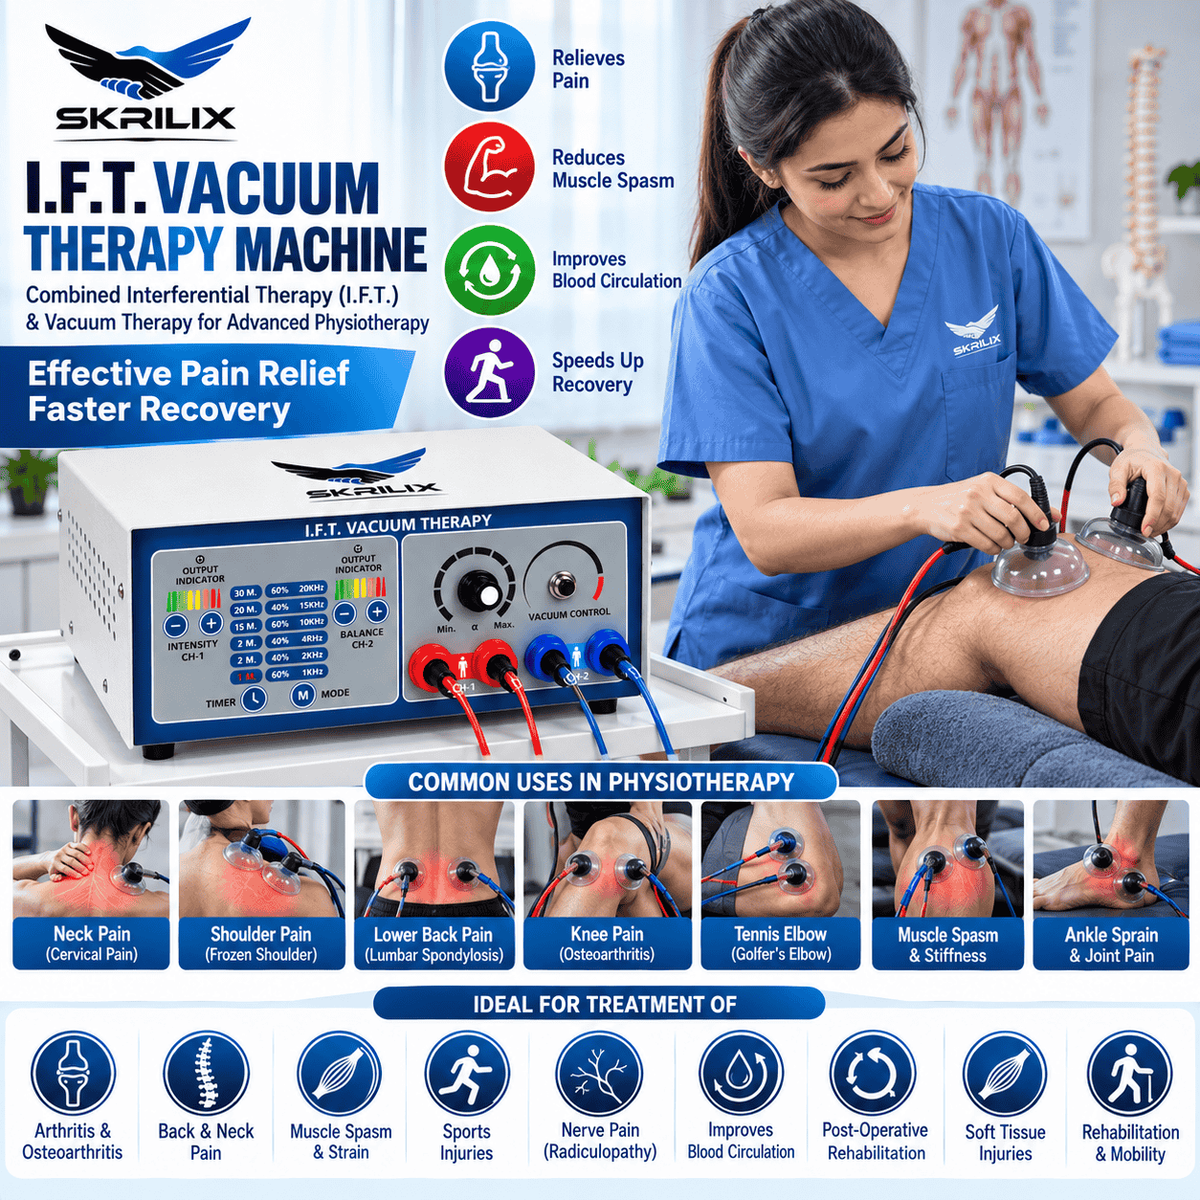 SKRILIX
I.F.T. VACUUM
THERAPY MACHINE
Combined Interferential Therapy (I.F.T.)
& Vacuum Therapy for Advanced Physiotherapy
Effective Pain Relief
Faster Recovery
Relieves
Pain
Reduces
Muscle Spasm
Improves
Blood Circulation
Speeds Up
Recovery
SKRILIX
SKRILIX
I.F.T. VACUUM THERAPY
OUTPUT
INDICATOR
INTENSITY
CH-1
30 M. 60% 20KHz
20 M. 40% 15KHz
15 M. 60% 10KHz
2 M. 40% 4RHz
2 M. 40% 2KHz
1 M. 60% 1KHz
OUTPUT
INDICATOR
BALANCE
CH-2
TIMER
M MODE
Min. α Max.
VACUUM CONTROL
CH-1
CH-2
COMMON USES IN PHYSIOTHERAPY
Neck Pain
(Cervical Pain)
Shoulder Pain
(Frozen Shoulder)
Lower Back Pain
(Lumbar Spondylosis)
Knee Pain
(Osteoarthritis)
Tennis Elbow
(Golfer's Elbow)
Muscle Spasm
& Stiffness
Ankle Sprain
& Joint Pain
IDEAL FOR TREATMENT OF
Arthritis &
Osteoarthritis
Back & Neck
Pain
Muscle Spasm
& Strain
Sports
Injuries
Nerve Pain
(Radiculopathy)
Improves
Blood Circulation
Post-Operative
Rehabilitation
Soft Tissue
Injuries
Rehabilitation
& Mobility